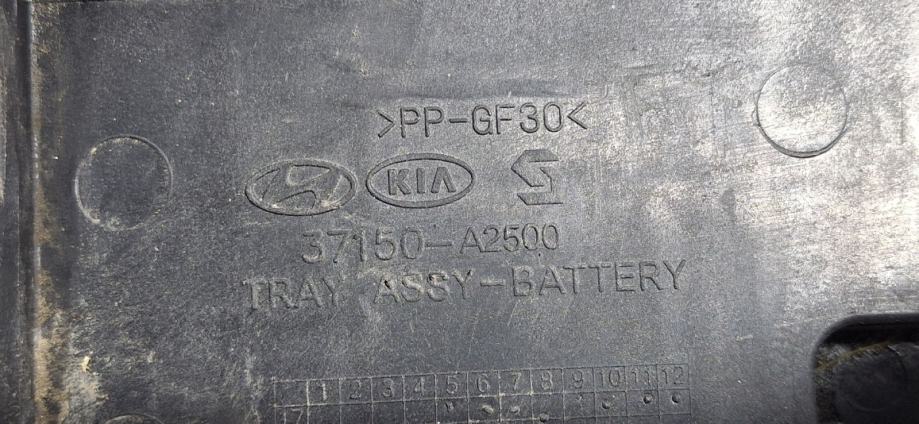 >PP-GF30<
KIA
37150-A2500
TRAY ASSY-BATTERY
1 2 3 4 5 6 7 8 9 10 11 12
17